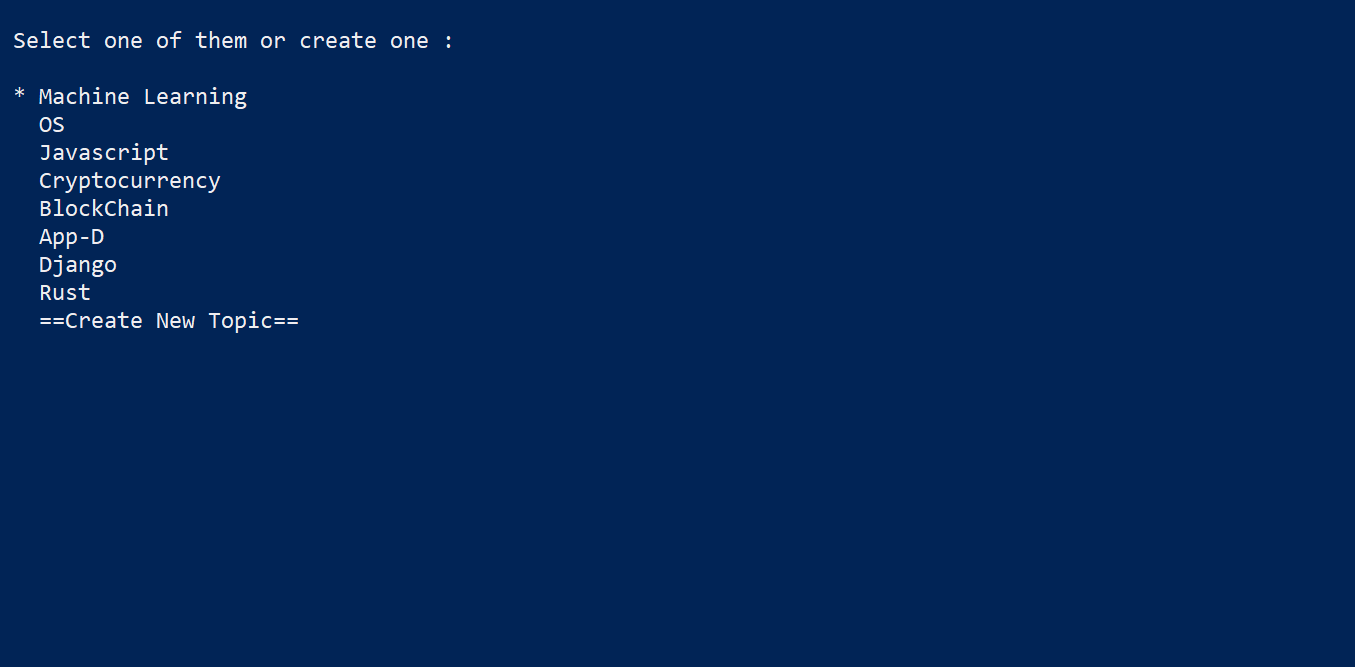 Select one of them or create one :
* Machine Learning
OS
Javascript
Cryptocurrency
BlockChain
App-D
Django
Rust
==Create New Topic==